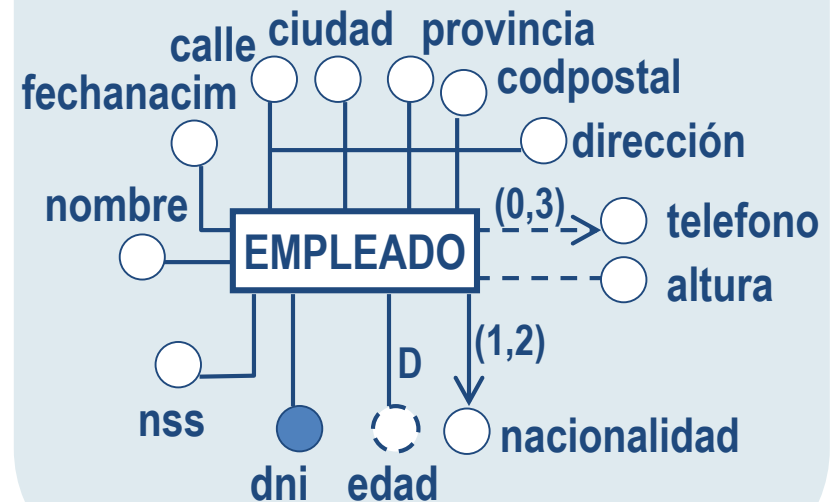 calle ciudad provincia
fechanacim codpostal
dirección
nombre (0,3) telefono
EMPLEADO
altura
(1,2)
D
nss nacionalidad
dni edad